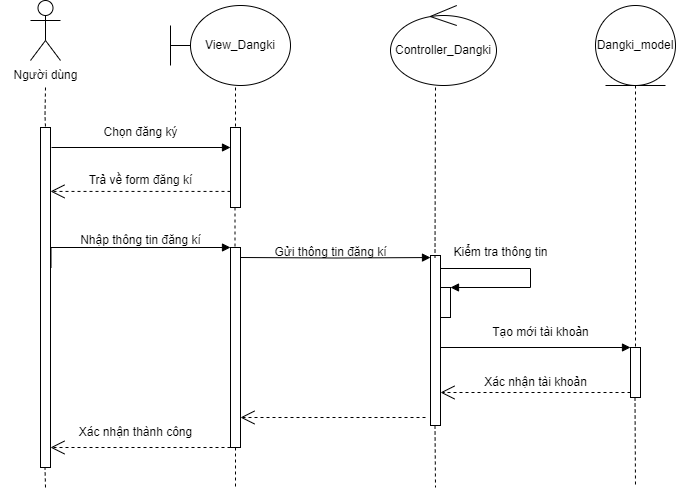 View_Dangki
Controller_Dangki
Dangki_model
Người dùng
Chọn đăng ký
Trả về form đăng kí
Nhập thông tin đăng kí
Gửi thông tin đăng kí
Kiểm tra thông tin
Tạo mới tài khoản
Xác nhận tài khoản
Xác nhận thành công